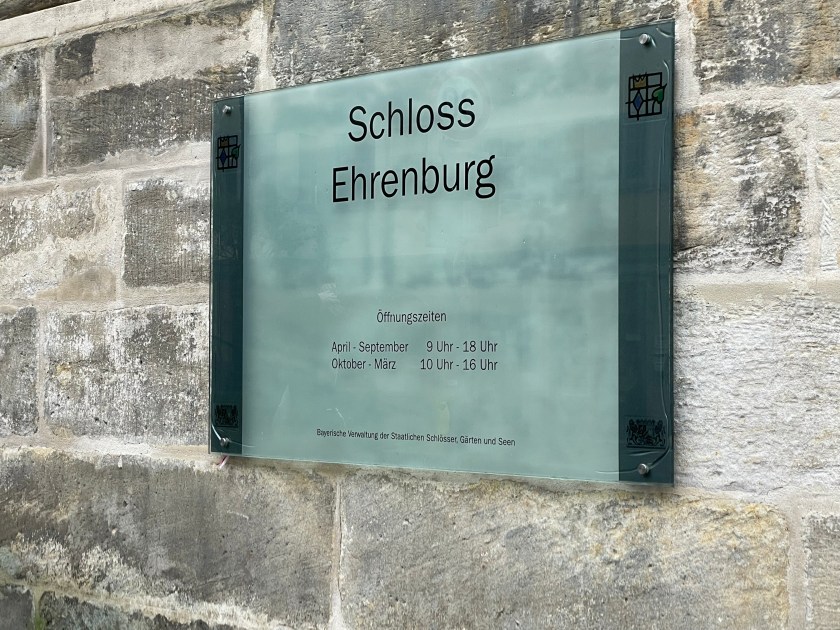 Schloss
Ehrenburg
Öffnungszeiten
April - September 9 Uhr - 18 Uhr
Oktober - März 10 Uhr - 16 Uhr
Bayerische Verwaltung der Staatlichen Schlösser, Gärten und Seen